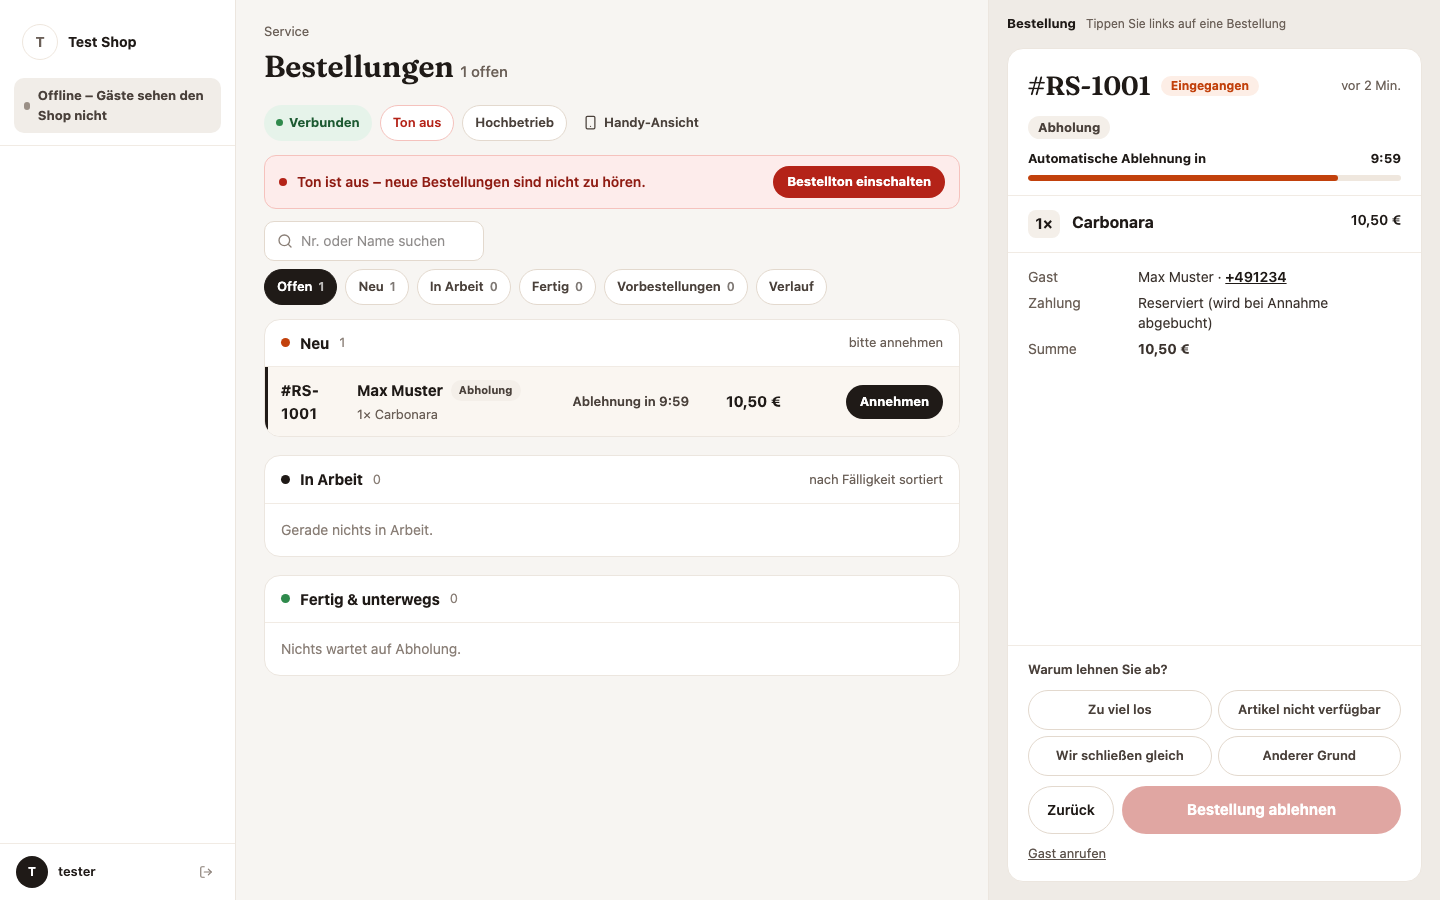 T Test Shop
Offline – Gäste sehen den
Shop nicht
T tester
Service
Bestellungen 1 offen
Verbunden Ton aus Hochbetrieb Handy-Ansicht
Ton ist aus – neue Bestellungen sind nicht zu hören. Bestellton einschalten
Nr. oder Name suchen
Offen 1 Neu 1 In Arbeit 0 Fertig 0 Vorbestellungen 0 Verlauf
Neu 1 bitte annehmen
#RS-
1001
Max Muster Abholung
1× Carbonara
Ablehnung in 9:59 10,50 € Annehmen
In Arbeit 0 nach Fälligkeit sortiert
Gerade nichts in Arbeit.
Fertig & unterwegs 0
Nichts wartet auf Abholung.
Bestellung Tippen Sie links auf eine Bestellung
#RS-1001 Eingegangen vor 2 Min.
Abholung
Automatische Ablehnung in 9:59
1× Carbonara 10,50 €
Gast Max Muster · +491234
Zahlung Reserviert (wird bei Annahme
abgebucht)
Summe 10,50 €
Warum lehnen Sie ab?
Zu viel los Artikel nicht verfügbar
Wir schließen gleich Anderer Grund
Zurück Bestellung ablehnen
Gast anrufen